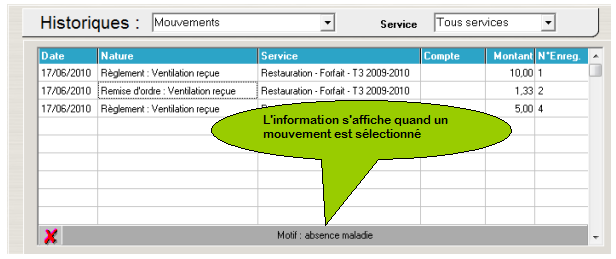 Historiques : Mouvements Service Tous services
Date Nature Service Compte Montant N°Enreg.
17/06/2010 Règlement : Ventilation reçue Restauration - Forfait - T3 2009-2010 10,00 1
17/06/2010 Remise d'ordre : Ventilation reçue Restauration - Forfait - T3 2009-2010 1,33 2
17/06/2010 Règlement : Ventilation reçue 5,00 4
L'information s'affiche quand un
mouvement est sélectionné
Motif : absence maladie